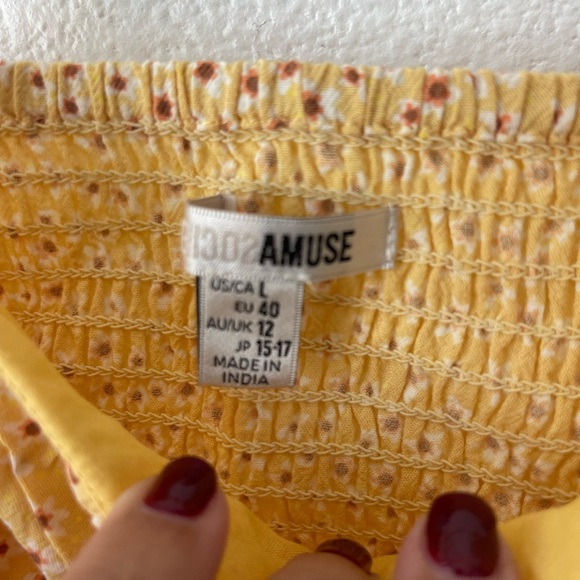 AMUSE
US/CA L
EU 40
AU/UK 12
JP 15-17
MADE IN
INDIA